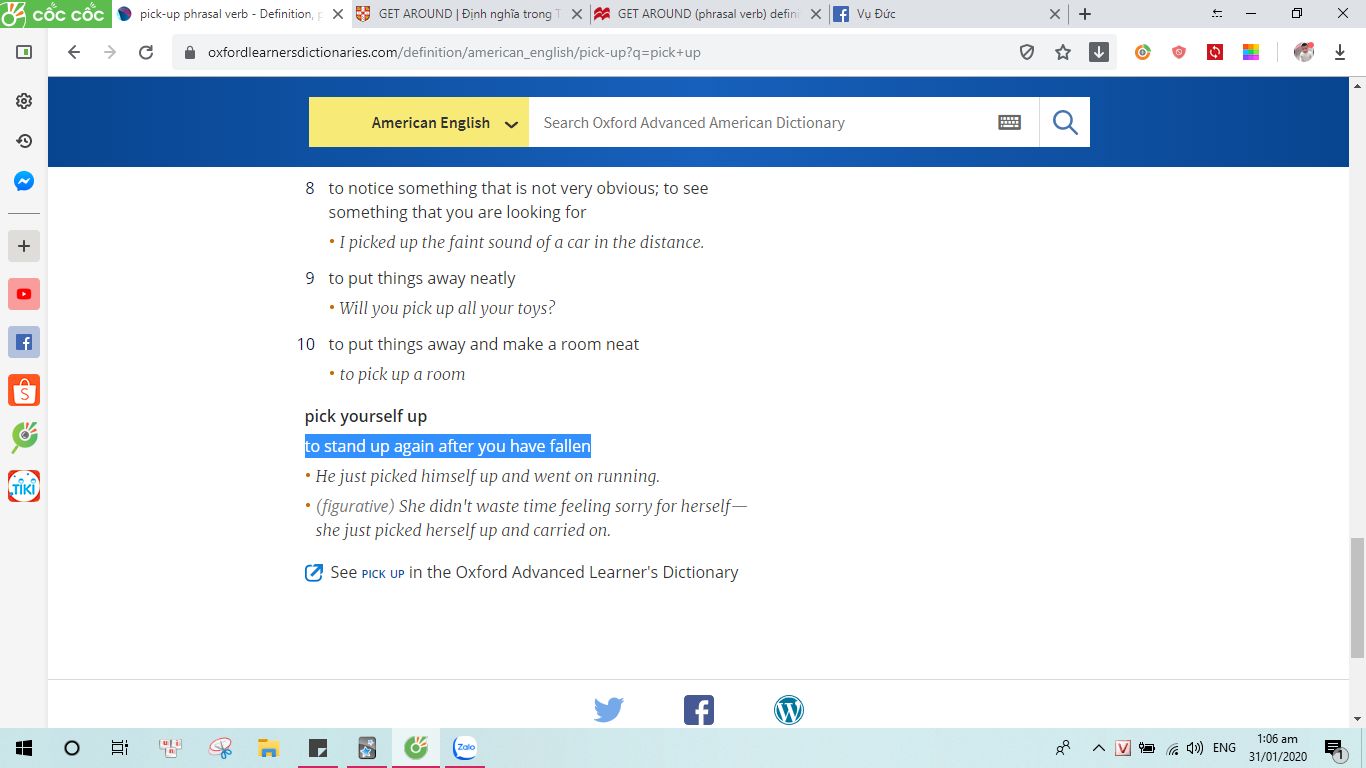 cốc cốc
pick-up phrasal verb - Definition, p
GET AROUND | Định nghĩa trong T
GET AROUND (phrasal verb) defini
Vụ Đức
oxfordlearnersdictionaries.com/definition/american_english/pick-up?q=pick+up
American English
Search Oxford Advanced American Dictionary
8 to notice something that is not very obvious; to see
something that you are looking for
• I picked up the faint sound of a car in the distance.
9 to put things away neatly
• Will you pick up all your toys?
10 to put things away and make a room neat
• to pick up a room
pick yourself up
to stand up again after you have fallen
• He just picked himself up and went on running.
• (figurative) She didn't waste time feeling sorry for herself—
she just picked herself up and carried on.
See PICK UP in the Oxford Advanced Learner's Dictionary
TIKI
Zalo
ENG
1:06 am
31/01/2020
1